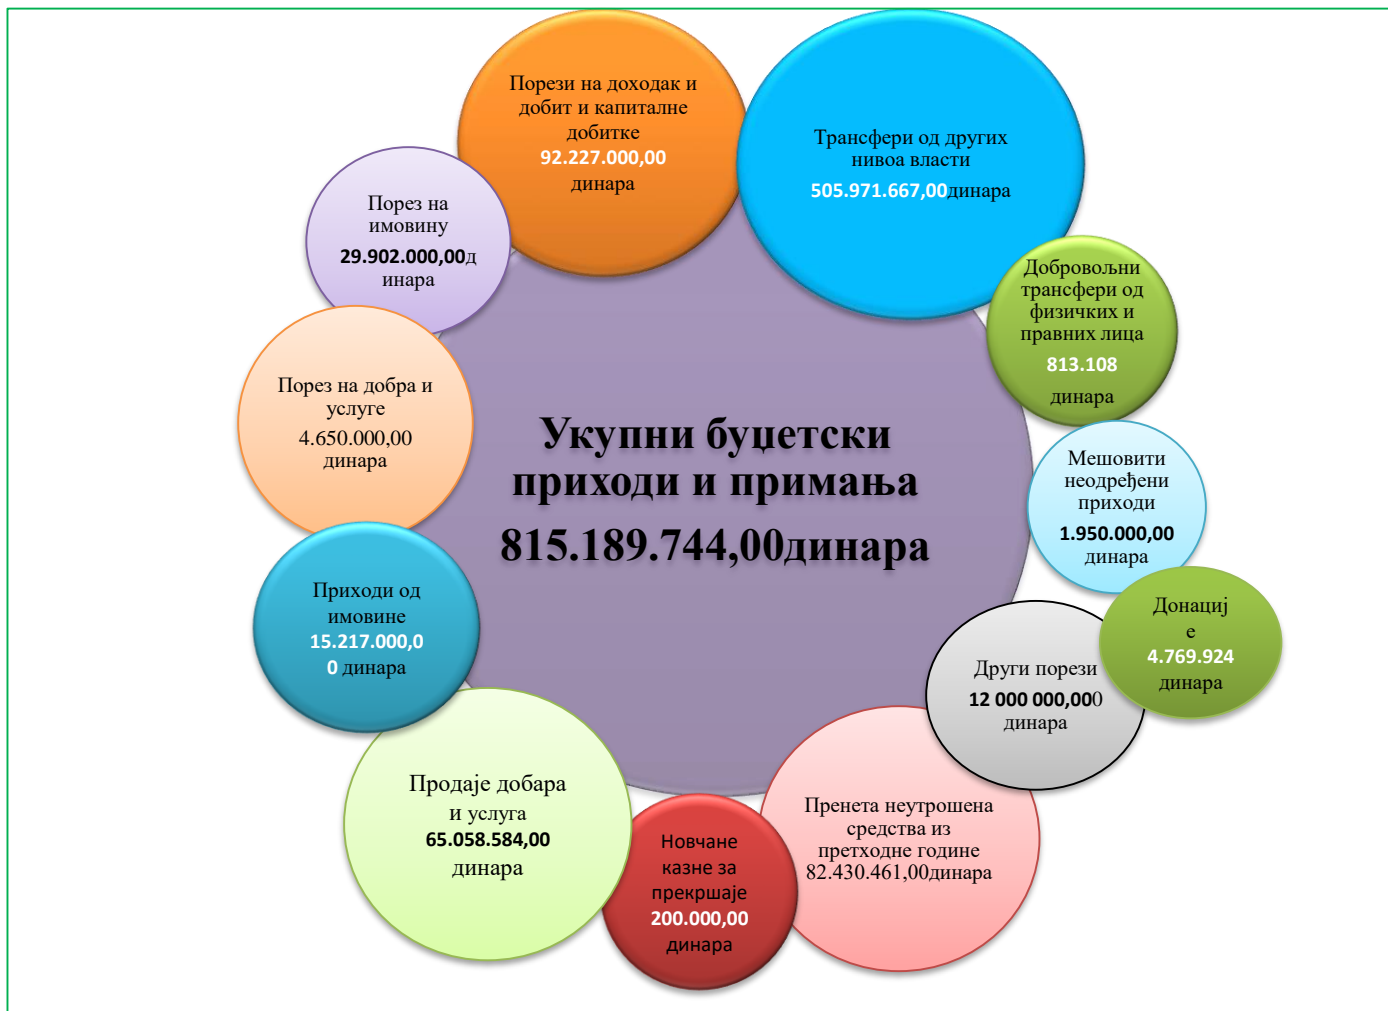 Порези на доходак и
добит и капиталне
добитке
92.227.000,00
динара
Трансфери од других
нивоа власти
505.971.667,00динара
Порез на
имовину
29.902.000,00д
инара
Добровољни
трансфери од
физичких и
правних лица
813.108
динара
Порез на добра и
услуге
4.650.000,00
динара
Укупни буџетски
приходи и примања
815.189.744,00динара
Мешовити
неодређени
приходи
1.950.000,00
динара
Приходи од
имовине
15.217.000,0
0 динара
Донациј
е
4.769.924
динара
Други порези
12 000 000,000
динара
Продаје добара
и услуга
65.058.584,00
динара
Новчане
казне за
прекршаје
200.000,00
динара
Пренета неутрошена
средства из
претходне године
82.430.461,00динара